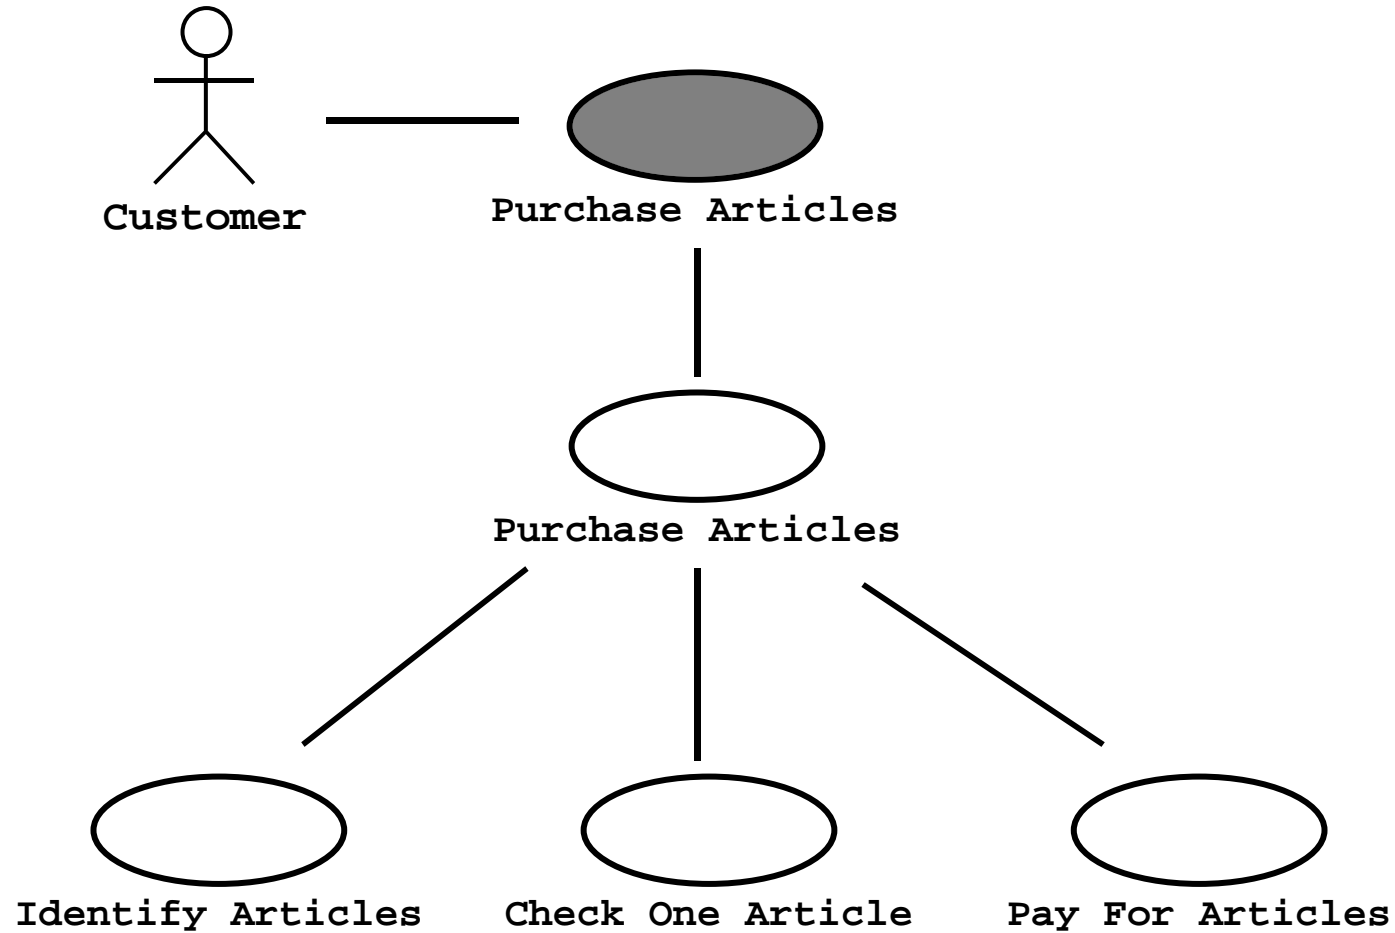 Customer
Purchase Articles
Purchase Articles
Identify Articles
Check One Article
Pay For Articles